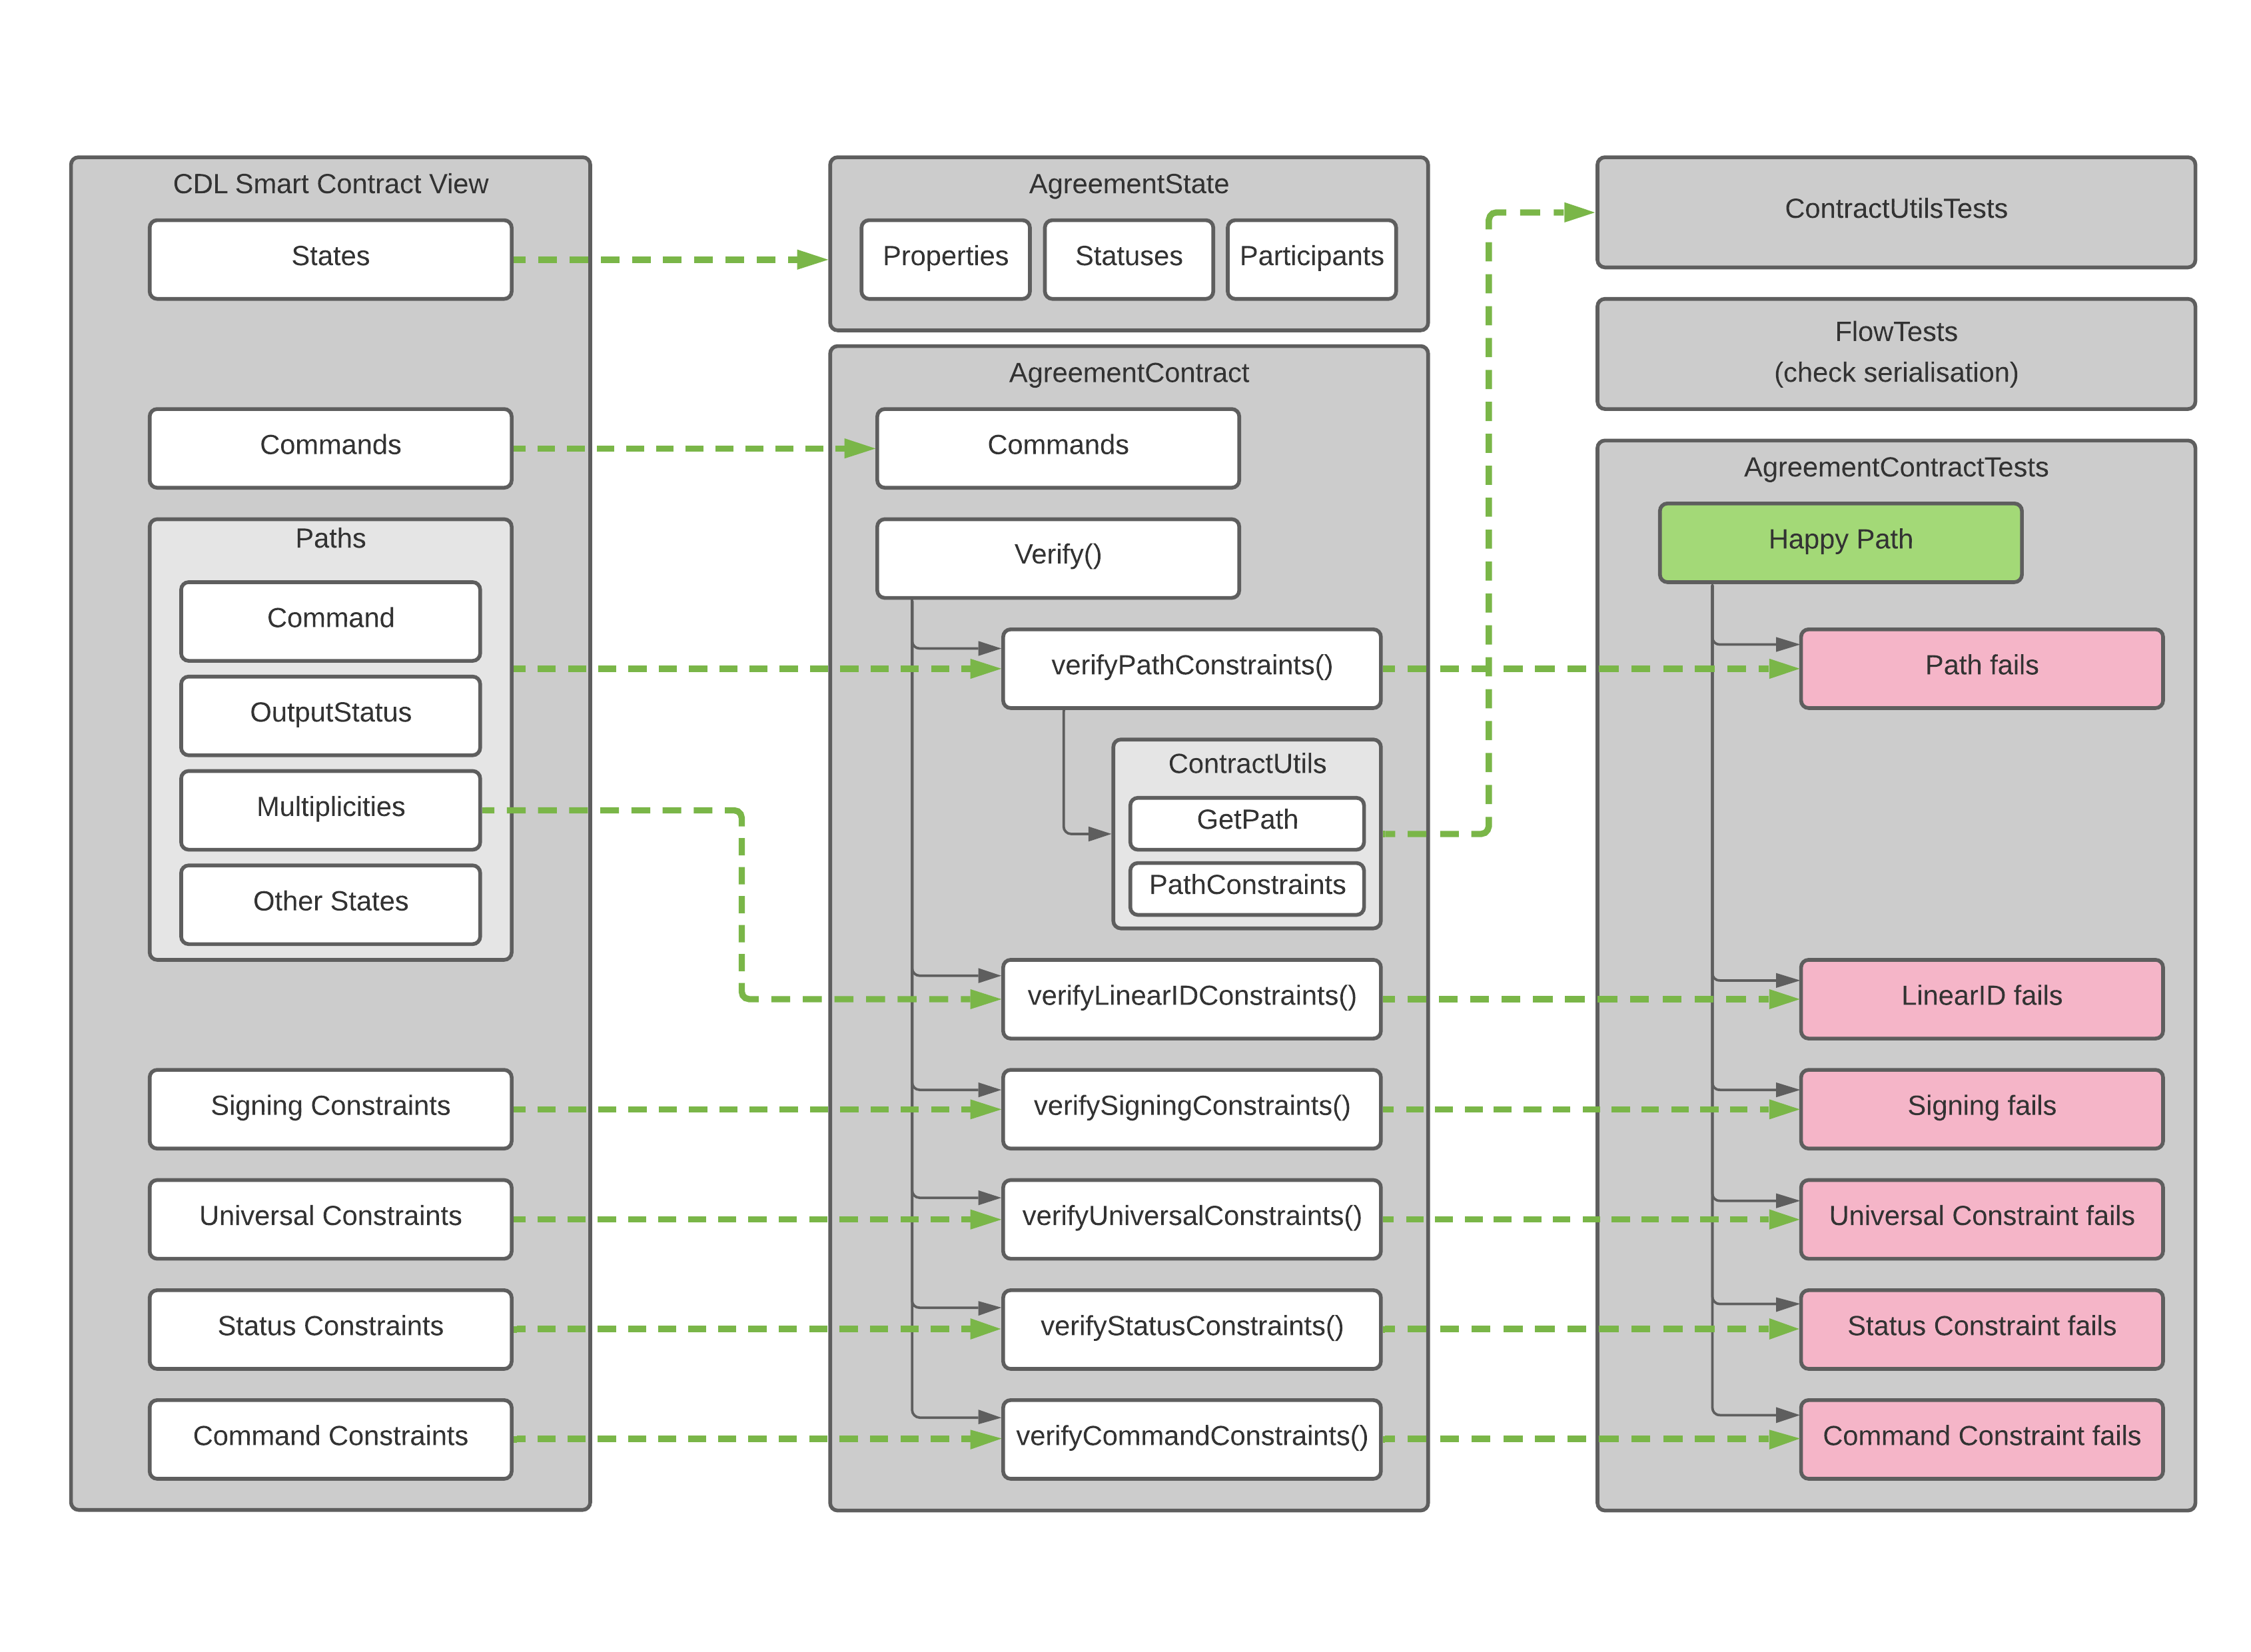 CDL Smart Contract View
States
Commands
Paths
Command
OutputStatus
Multiplicities
Other States
Signing Constraints
Universal Constraints
Status Constraints
Command Constraints
AgreementState
Properties
Statuses
Participants
AgreementContract
Commands
Verify()
verifyPathConstraints()
ContractUtils
GetPath
PathConstraints
verifyLinearIDConstraints()
verifySigningConstraints()
verifyUniversalConstraints()
verifyStatusConstraints()
verifyCommandConstraints()
ContractUtilsTests
FlowTests
(check serialisation)
AgreementContractTests
Happy Path
Path fails
LinearID fails
Signing fails
Universal Constraint fails
Status Constraint fails
Command Constraint fails